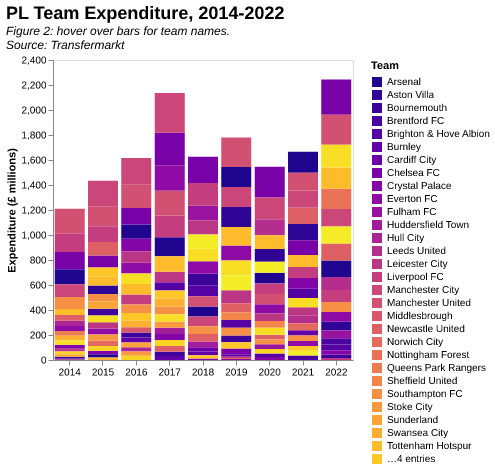 PL Team Expenditure, 2014-2022
Figure 2: hover over bars for team names.
Source: Transfermarkt
Expenditure (£ millions)
2,400
2,200
2,000
1,800
1,600
1,400
1,200
1,000
800
600
400
200
0
2014 2015 2016 2017 2018 2019 2020 2021 2022
Team
Arsenal
Aston Villa
Bournemouth
Brentford FC
Brighton & Hove Albion
Burnley
Cardiff City
Chelsea FC
Crystal Palace
Everton FC
Fulham FC
Huddersfield Town
Hull City
Leeds United
Leicester City
Liverpool FC
Manchester City
Manchester United
Middlesbrough
Newcastle United
Norwich City
Nottingham Forest
Queens Park Rangers
Sheffield United
Southampton FC
Stoke City
Sunderland
Swansea City
Tottenham Hotspur
…4 entries